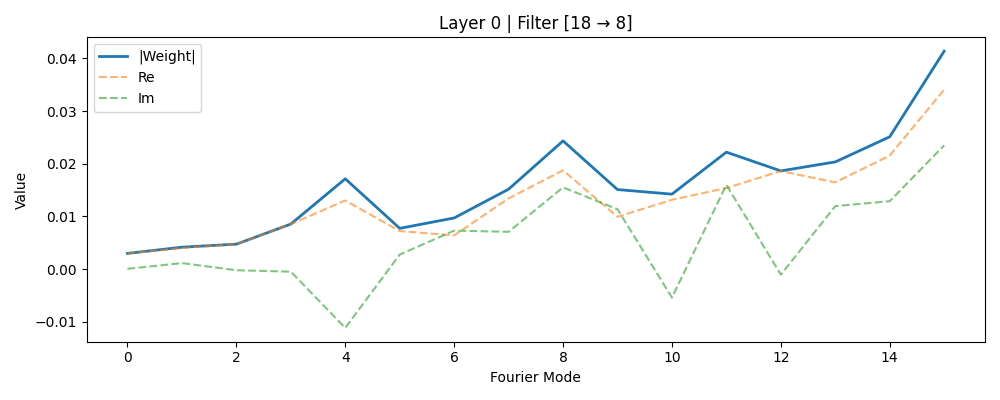 Layer 0 | Filter [18 → 8]
|Weight|
Re
Im
0.04
0.03
0.02
0.01
0.00
−0.01
Value
0 2 4 6 8 10 12 14
Fourier Mode